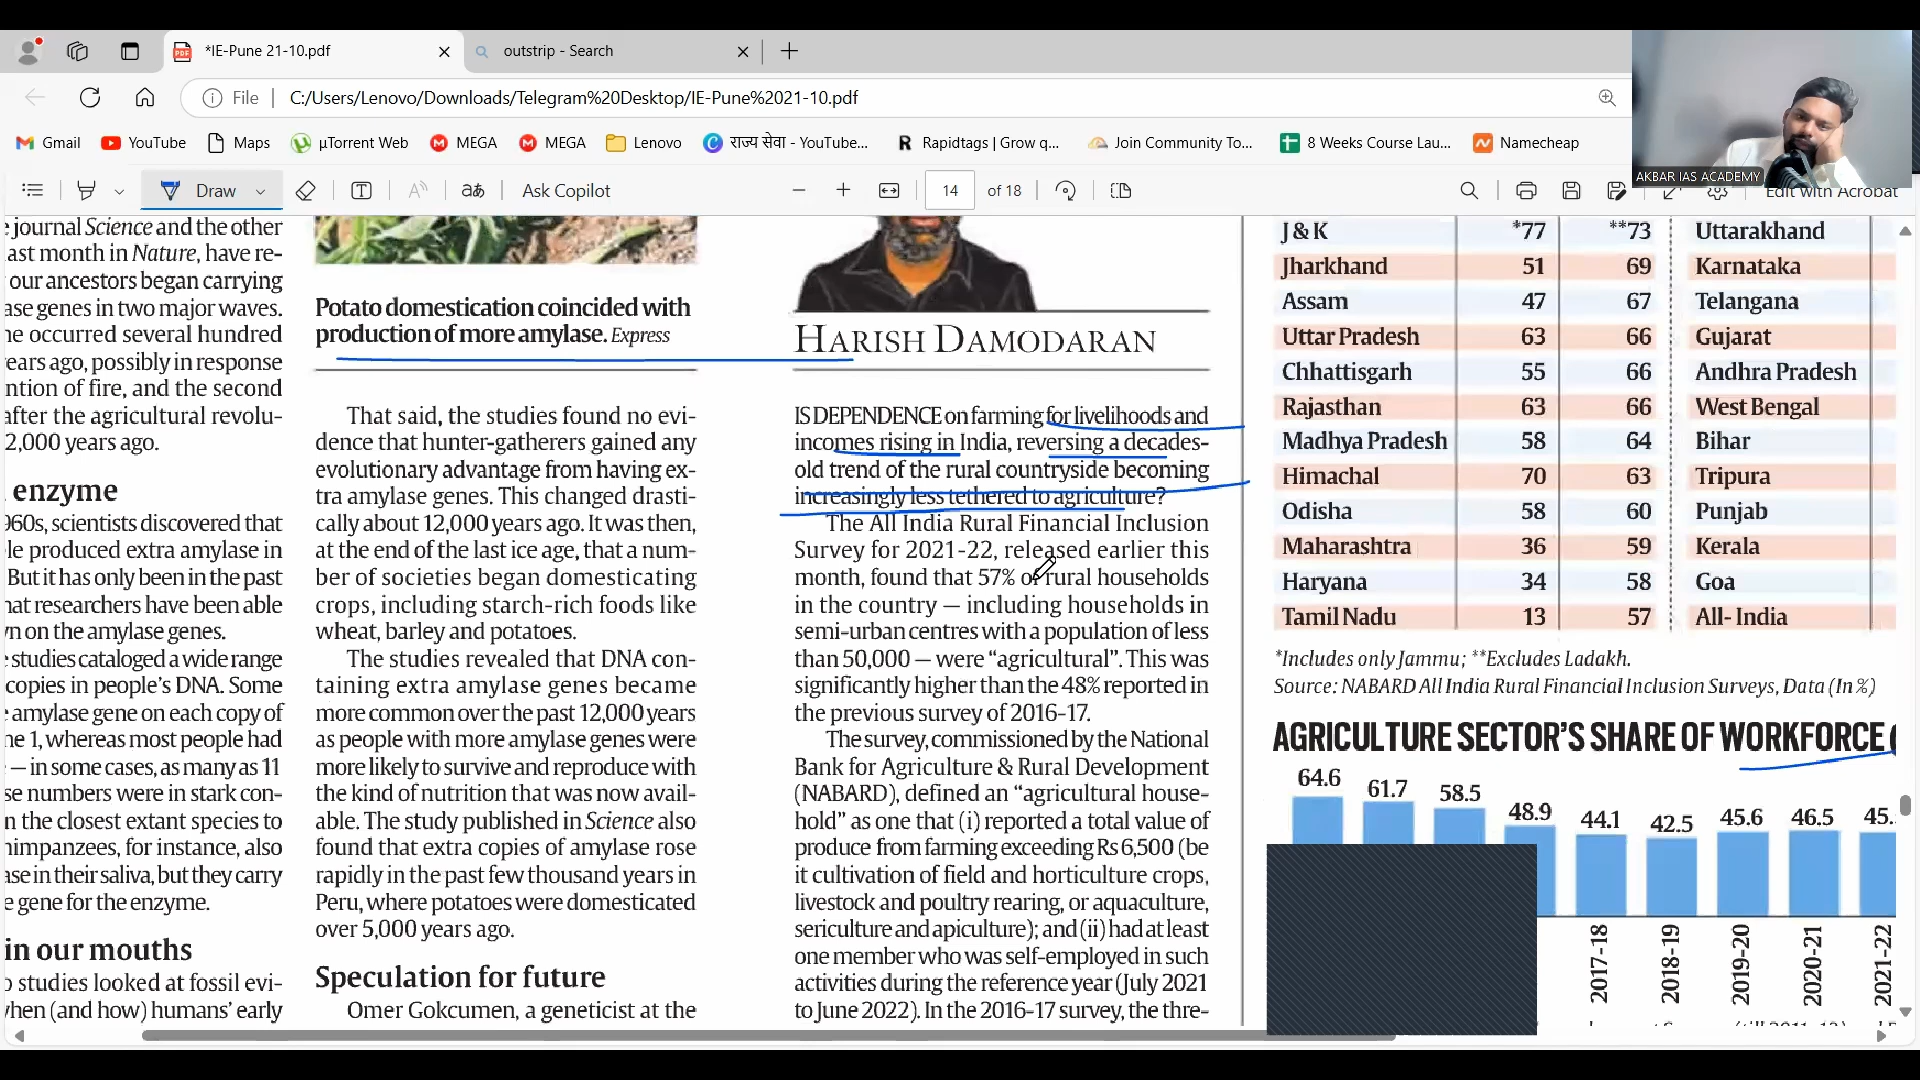 *IE-Pune 21-10.pdf
outstrip - Search
File
C:/Users/Lenovo/Downloads/Telegram%20Desktop/IE-Pune%2021-10.pdf
Gmail
YouTube
Maps
µTorrent Web
MEGA
MEGA
Lenovo
राज्य सेवा - YouTube...
Rapidtags | Grow q...
Join Community To...
8 Weeks Course Lau...
Namecheap
AKBAR IAS ACADEMY
Draw
Ask Copilot
14 of 18
Edit with Acrobat
e journal Science and the other
ast month in Nature, have re-
our ancestors began carrying
ase genes in two major waves.
ne occurred several hundred
ears ago, possibly in response
ntion of fire, and the second
after the agricultural revolu-
2,000 years ago.
enzyme
960s, scientists discovered that
le produced extra amylase in
But it has only been in the past
hat researchers have been able
vn on the amylase genes.
e studies cataloged a wide range
copies in people's DNA. Some
e amylase gene on each copy of
ne 1, whereas most people had
— in some cases, as many as 11
se numbers were in stark con-
n the closest extant species to
himpanzees, for instance, also
ase in their saliva, but they carry
e gene for the enzyme.
in our mouths
o studies looked at fossil evi-
when (and how) humans' early
Potato domestication coincided with
production of more amylase. Express
That said, the studies found no evi-
dence that hunter-gatherers gained any
evolutionary advantage from having ex-
tra amylase genes. This changed drasti-
cally about 12,000 years ago. It was then,
at the end of the last ice age, that a num-
ber of societies began domesticating
crops, including starch-rich foods like
wheat, barley and potatoes.
The studies revealed that DNA con-
taining extra amylase genes became
more common over the past 12,000 years
as people with more amylase genes were
more likely to survive and reproduce with
the kind of nutrition that was now avail-
able. The study published in Science also
found that extra copies of amylase rose
rapidly in the past few thousand years in
Peru, where potatoes were domesticated
over 5,000 years ago.
Speculation for future
Omer Gokcumen, a geneticist at the
HARISH DAMODARAN
IS DEPENDENCE on farming for livelihoods and
incomes rising in India, reversing a decades-
old trend of the rural countryside becoming
increasingly less tethered to agriculture?
The All India Rural Financial Inclusion
Survey for 2021-22, released earlier this
month, found that 57% of rural households
in the country — including households in
semi-urban centres with a population of less
than 50,000 — were "agricultural". This was
significantly higher than the 48% reported in
the previous survey of 2016-17.
The survey, commissioned by the National
Bank for Agriculture & Rural Development
(NABARD), defined an "agricultural house-
hold" as one that (i) reported a total value of
produce from farming exceeding Rs 6,500 (be
it cultivation of field and horticulture crops,
livestock and poultry rearing, or aquaculture,
sericulture and apiculture); and (ii) had at least
one member who was self-employed in such
activities during the reference year (July 2021
to June 2022). In the 2016-17 survey, the thre-
J & K *77 **73 Uttarakhand
Jharkhand 51 69 Karnataka
Assam 47 67 Telangana
Uttar Pradesh 63 66 Gujarat
Chhattisgarh 55 66 Andhra Pradesh
Rajasthan 63 66 West Bengal
Madhya Pradesh 58 64 Bihar
Himachal 70 63 Tripura
Odisha 58 60 Punjab
Maharashtra 36 59 Kerala
Haryana 34 58 Goa
Tamil Nadu 13 57 All- India
*Includes only Jammu; **Excludes Ladakh.
Source: NABARD All India Rural Financial Inclusion Surveys, Data (In %)
AGRICULTURE SECTOR'S SHARE OF WORKFORCE (
64.6 61.7 58.5 48.9 44.1 42.5 45.6 46.5 45.
2017-18 2018-19 2019-20 2020-21 2021-22